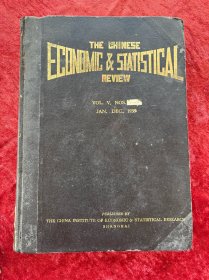 THE CHINESE
ECONOMIC & STATISTICAL
REVIEW
VOL. V, NOS.
JAN. DEC., 1939
PUBLISHED BY
THE CHINA INSTITUTE OF ECONOMIC & STATISTICAL RESEARCH
SHANGHAI